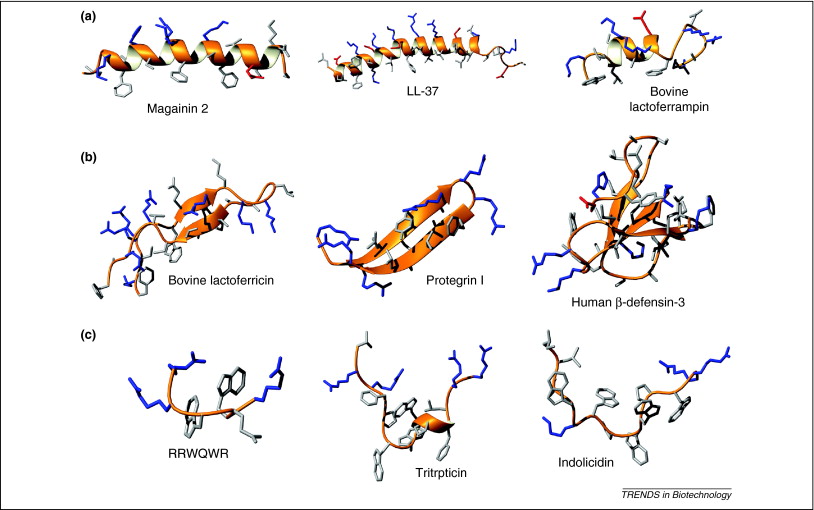 (a)
Magainin 2
LL-37
Bovine
lactoferrampin
(b)
Bovine lactoferricin
Protegrin I
Human β-defensin-3
(c)
RRWQWR
Tritrpticin
Indolicidin
TRENDS in Biotechnology